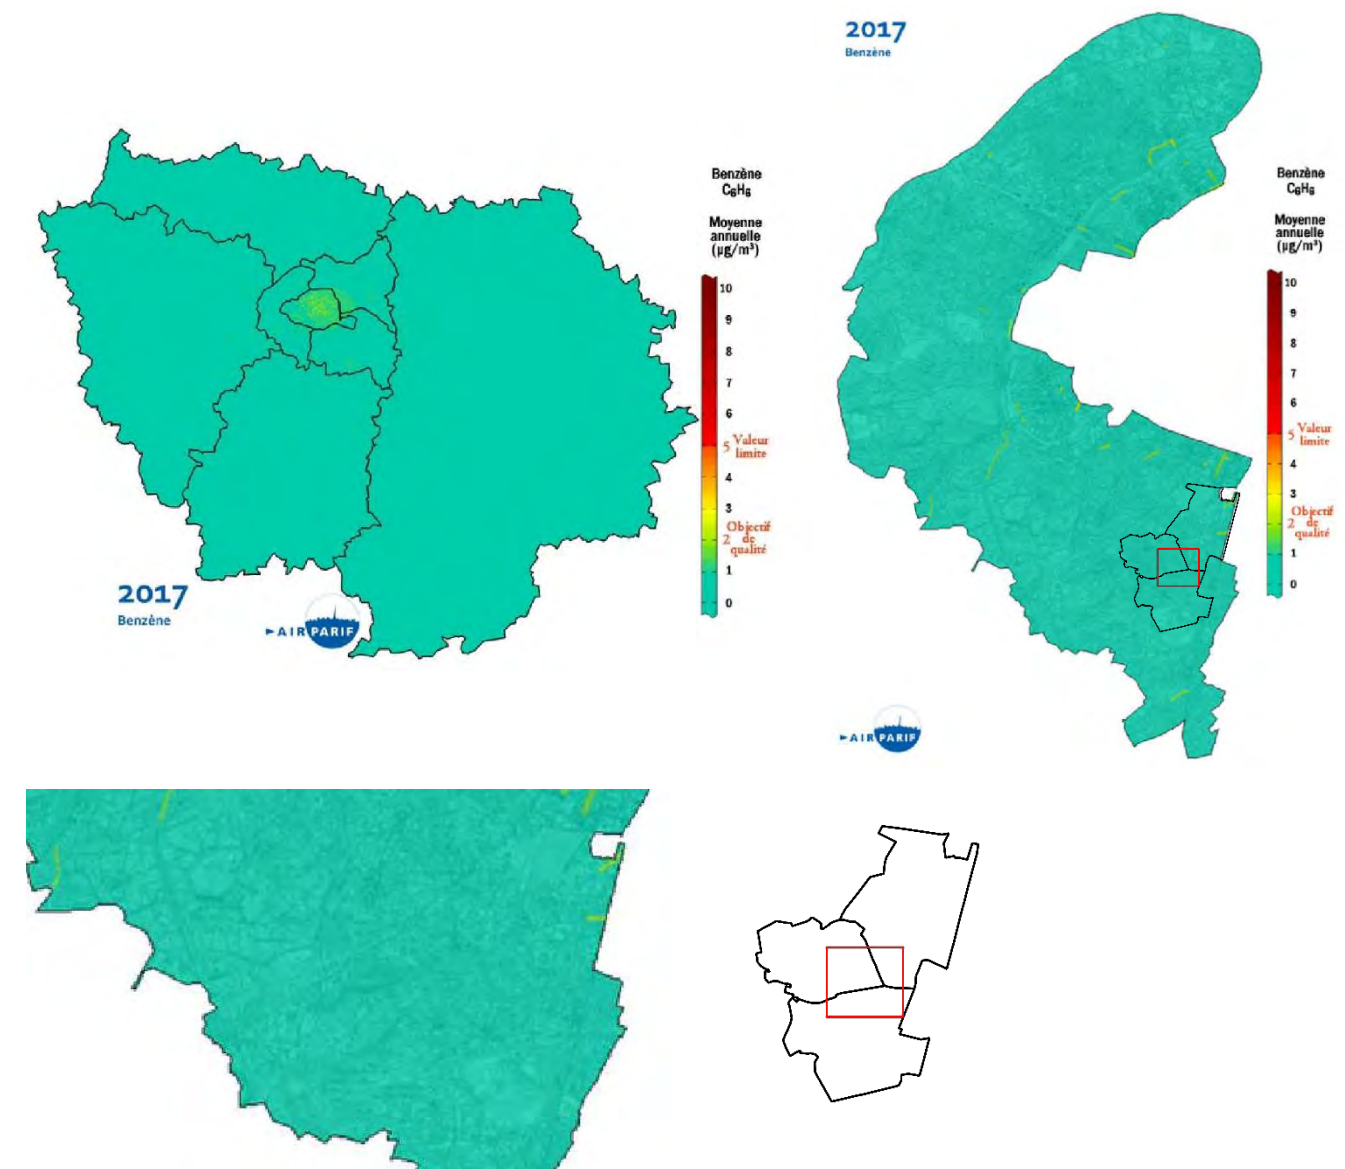 2017
Benzène
Benzène
C6H6
Moyenne
annuelle
(µg/m³)
10
9
8
7
6
5 Valeur
limite
4
3
Objectif
2 de
qualité
1
0
2017
Benzène
AIRPARIF
Benzène
C6H6
Moyenne
annuelle
(µg/m³)
10
9
8
7
6
5 Valeur
limite
4
3
Objectif
2 de
qualité
1
0
AIRPARIF